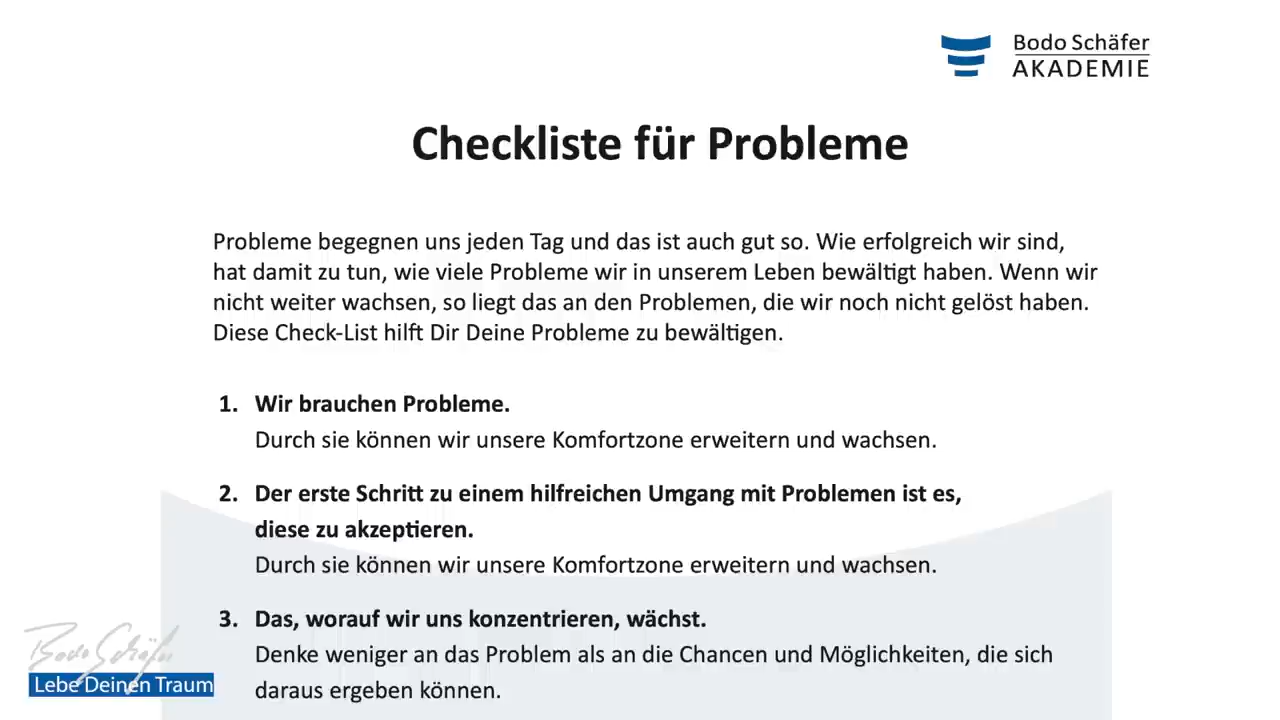 Bodo Schäfer
AKADEMIE
Checkliste für Probleme
Probleme begegnen uns jeden Tag und das ist auch gut so. Wie erfolgreich wir sind,
hat damit zu tun, wie viele Probleme wir in unserem Leben bewältigt haben. Wenn wir
nicht weiter wachsen, so liegt das an den Problemen, die wir noch nicht gelöst haben.
Diese Check-List hilft Dir Deine Probleme zu bewältigen.
1. Wir brauchen Probleme.
Durch sie können wir unsere Komfortzone erweitern und wachsen.
2. Der erste Schritt zu einem hilfreichen Umgang mit Problemen ist es,
diese zu akzeptieren.
Durch sie können wir unsere Komfortzone erweitern und wachsen.
3. Das, worauf wir uns konzentrieren, wächst.
Denke weniger an das Problem als an die Chancen und Möglichkeiten, die sich
daraus ergeben können.
Bodo Schäfer
Lebe Deinen Traum